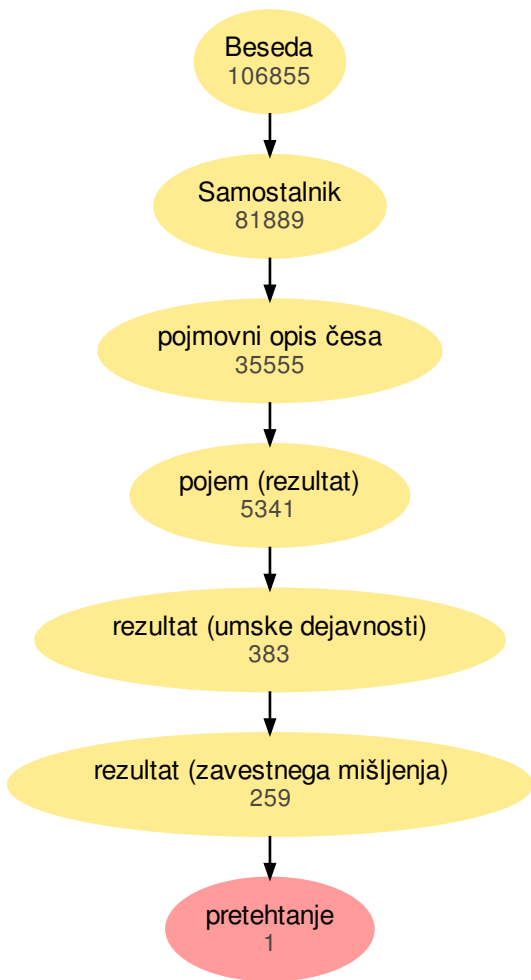 Beseda
106855
Samostalnik
81889
pojmovni opis česa
35555
pojem (rezultat)
5341
rezultat (umske dejavnosti)
383
rezultat (zavestnega mišljenja)
259
pretehtanje
1